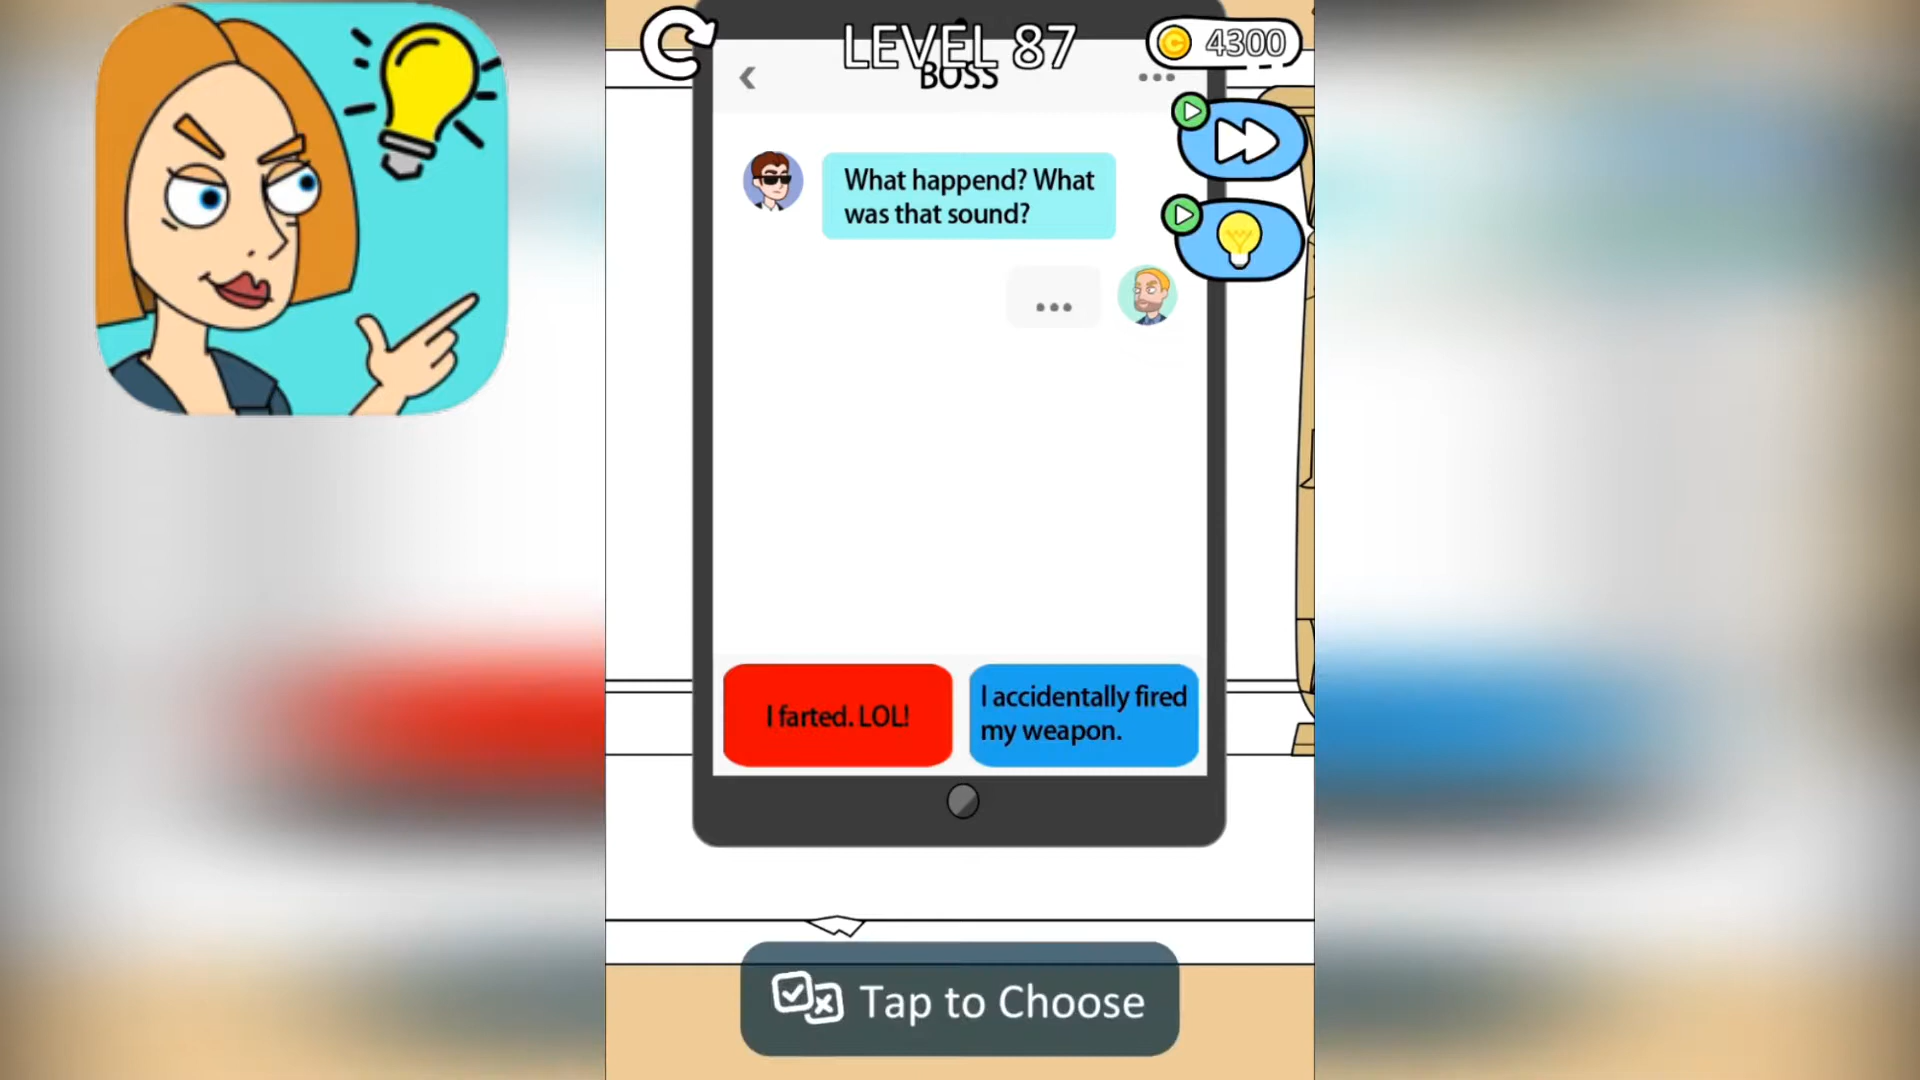 LEVEL 87
4300
BOSS
What happend? What
was that sound?
I farted. LOL!
I accidentally fired
my weapon.
Tap to Choose